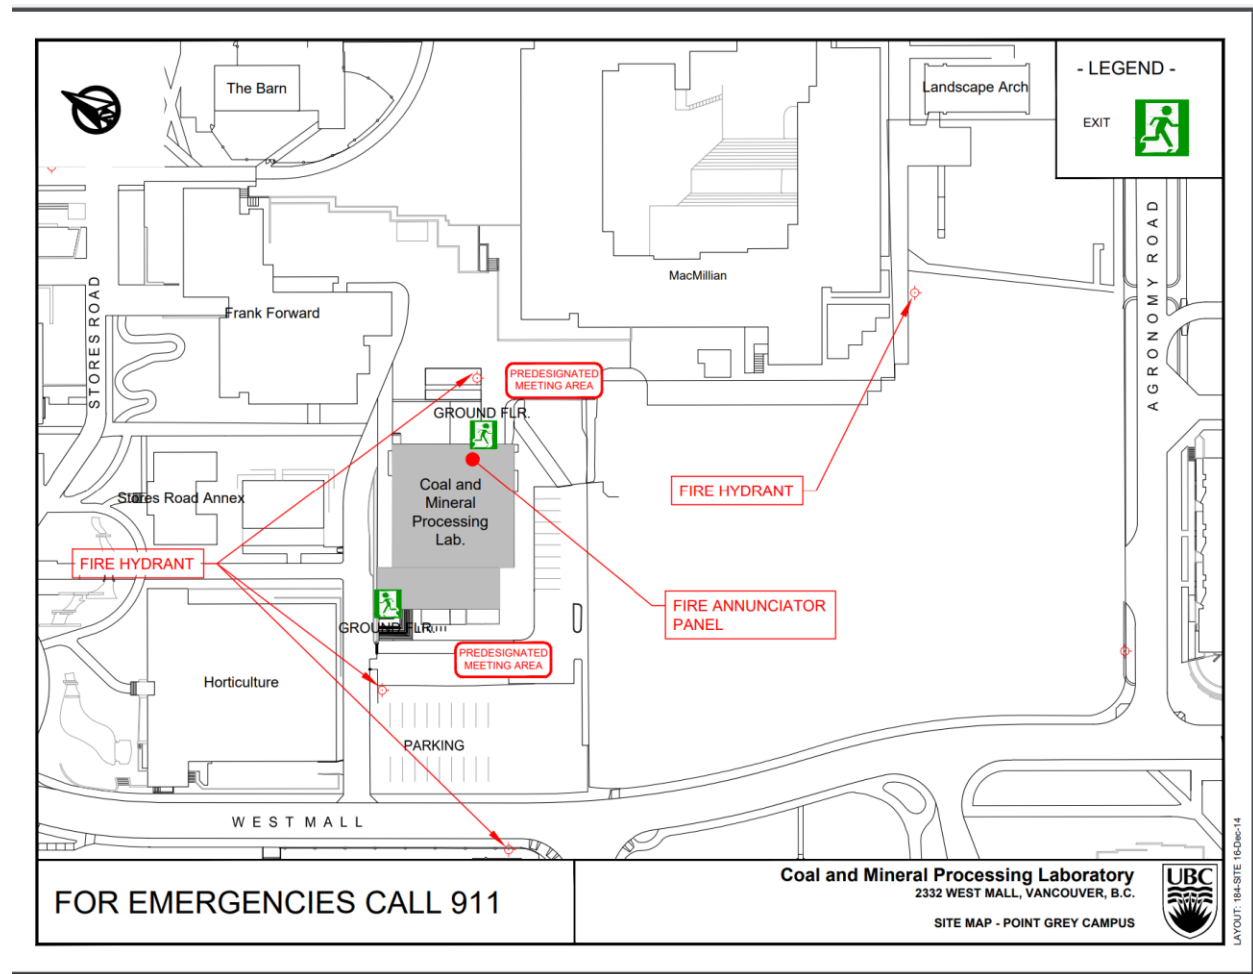 - LEGEND -
EXIT
The Barn
Landscape Arch
MacMillian
Frank Forward
STORES ROAD
AGRONOMY ROAD
PREDESIGNATED
MEETING AREA
GROUND FLR.
Coal and
Mineral
Processing
Lab.
FIRE HYDRANT
Stores Road Annex
FIRE HYDRANT
FIRE ANNUNCIATOR
PANEL
GROUND FLR.
PREDESIGNATED
MEETING AREA
Horticulture
PARKING
WEST MALL
FOR EMERGENCIES CALL 911
Coal and Mineral Processing Laboratory
2332 WEST MALL, VANCOUVER, B.C.
SITE MAP - POINT GREY CAMPUS
UBC
LAYOUT: 184-SITE 16-Dec-14